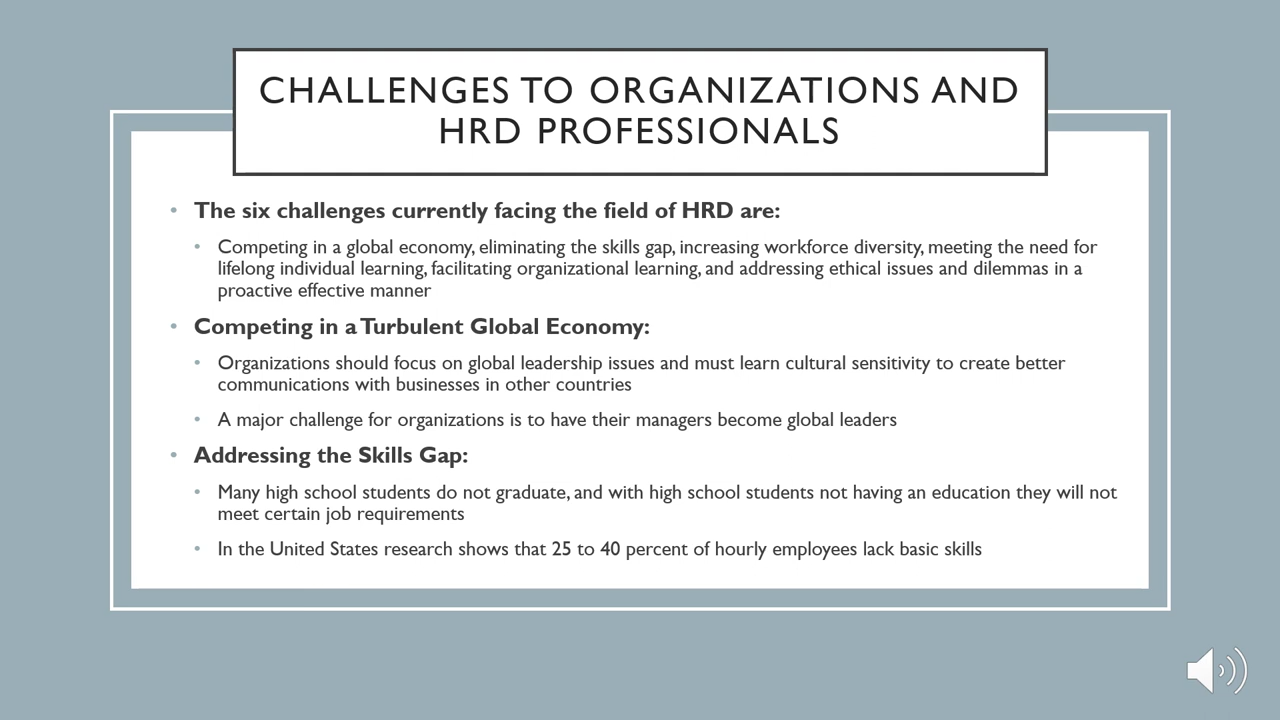 CHALLENGES TO ORGANIZATIONS AND
HRD PROFESSIONALS
• The six challenges currently facing the field of HRD are:
• Competing in a global economy, eliminating the skills gap, increasing workforce diversity, meeting the need for
lifelong individual learning, facilitating organizational learning, and addressing ethical issues and dilemmas in a
proactive effective manner
• Competing in a Turbulent Global Economy:
• Organizations should focus on global leadership issues and must learn cultural sensitivity to create better
communications with businesses in other countries
• A major challenge for organizations is to have their managers become global leaders
• Addressing the Skills Gap:
• Many high school students do not graduate, and with high school students not having an education they will not
meet certain job requirements
• In the United States research shows that 25 to 40 percent of hourly employees lack basic skills